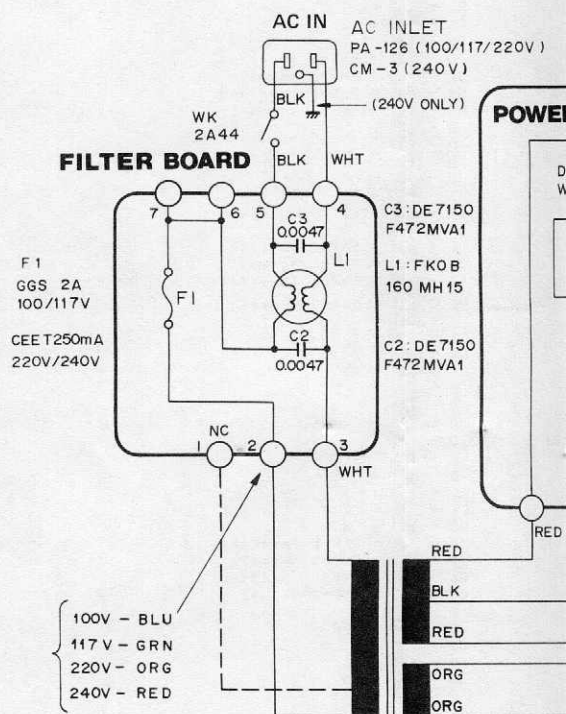 AC IN
AC INLET
PA-126 (100/117/220V)
CM-3 (240V)
BLK
(240V ONLY)
WK
2A44
POWE
BLK
WHT
FILTER BOARD
D
W
7
6
5
4
C3
0.0047
C3: DE7150
F472MVA1
L1
F1
GGS 2A
100/117V
F1
L1: FKOB
160 MH15
CEE T250mA
220V/240V
C2
0.0047
C2: DE7150
F472MVA1
NC
1
2
3
WHT
RED
RED
BLK
RED
ORG
ORG
100V - BLU
117V - GRN
220V - ORG
240V - RED